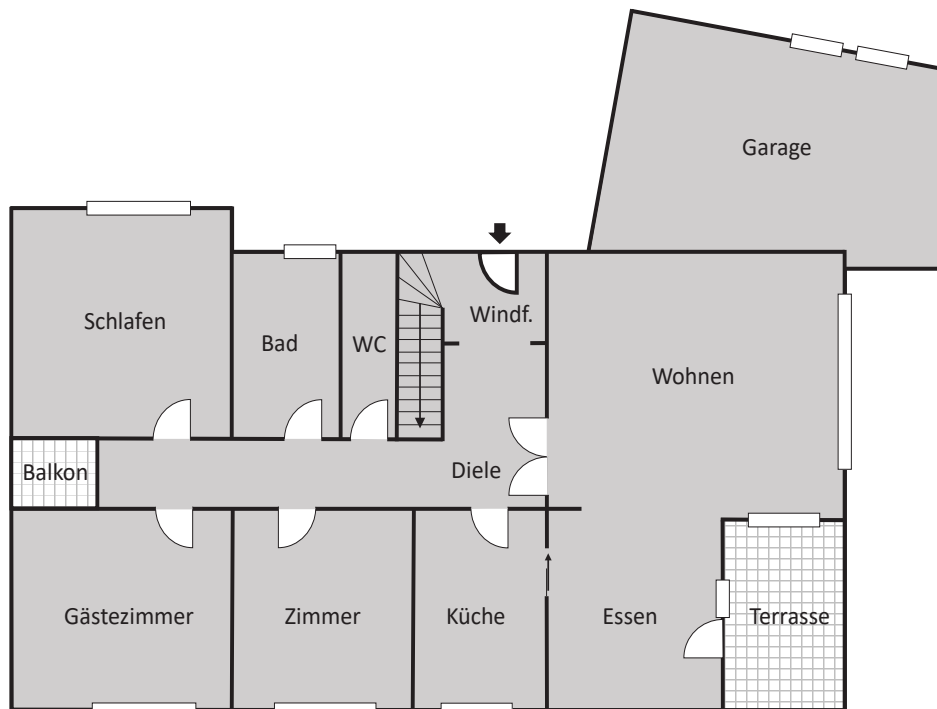 Garage
Schlafen
Windf.
Bad
WC
Wohnen
Balkon
Diele
Gästezimmer
Zimmer
Küche
Essen
Terrasse